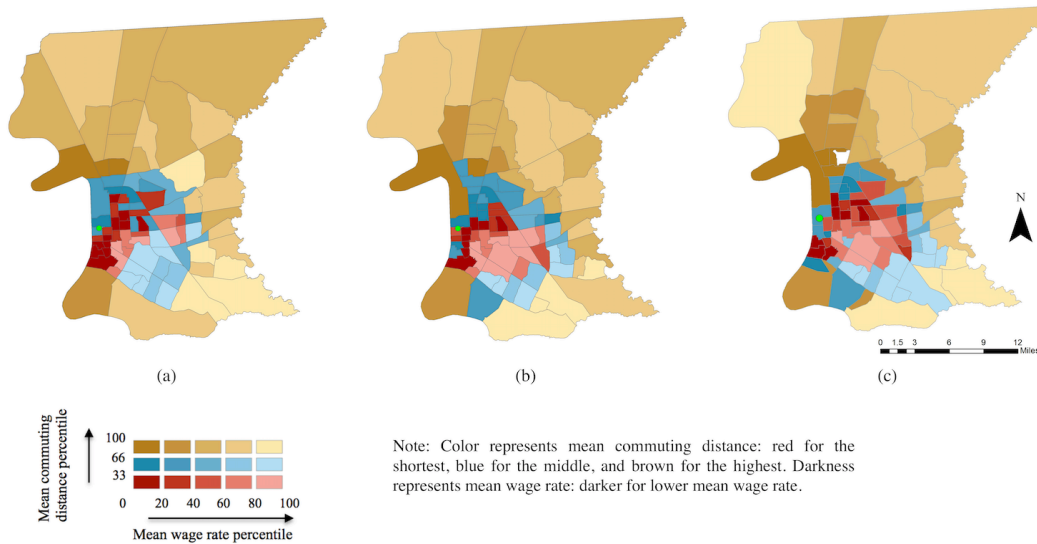 N
0 1.5 3 6 9 12
Miles
(a)
(b)
(c)
Mean commuting
distance percentile
100
66
33
0 20 40 60 80 100
Mean wage rate percentile
Note: Color represents mean commuting distance: red for the
shortest, blue for the middle, and brown for the highest. Darkness
represents mean wage rate: darker for lower mean wage rate.